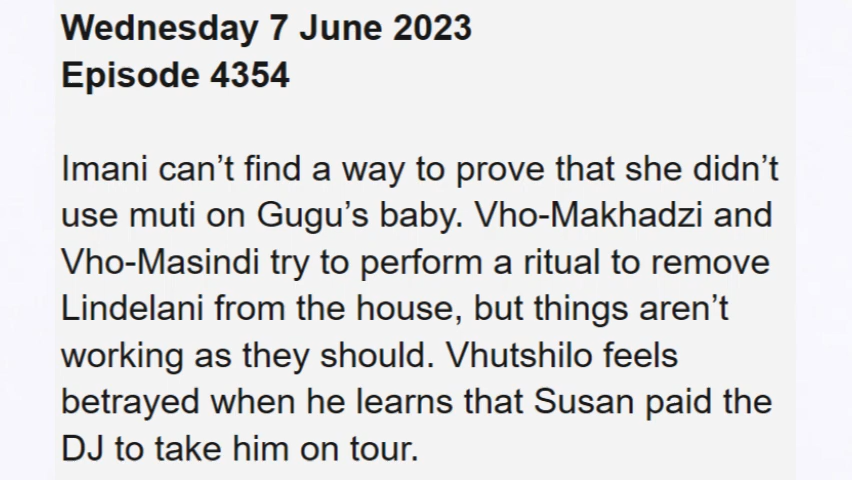 Wednesday 7 June 2023
Episode 4354
Imani can’t find a way to prove that she didn’t
use muti on Gugu’s baby. Vho-Makhadzi and
Vho-Masindi try to perform a ritual to remove
Lindelani from the house, but things aren’t
working as they should. Vhutshilo feels
betrayed when he learns that Susan paid the
DJ to take him on tour.